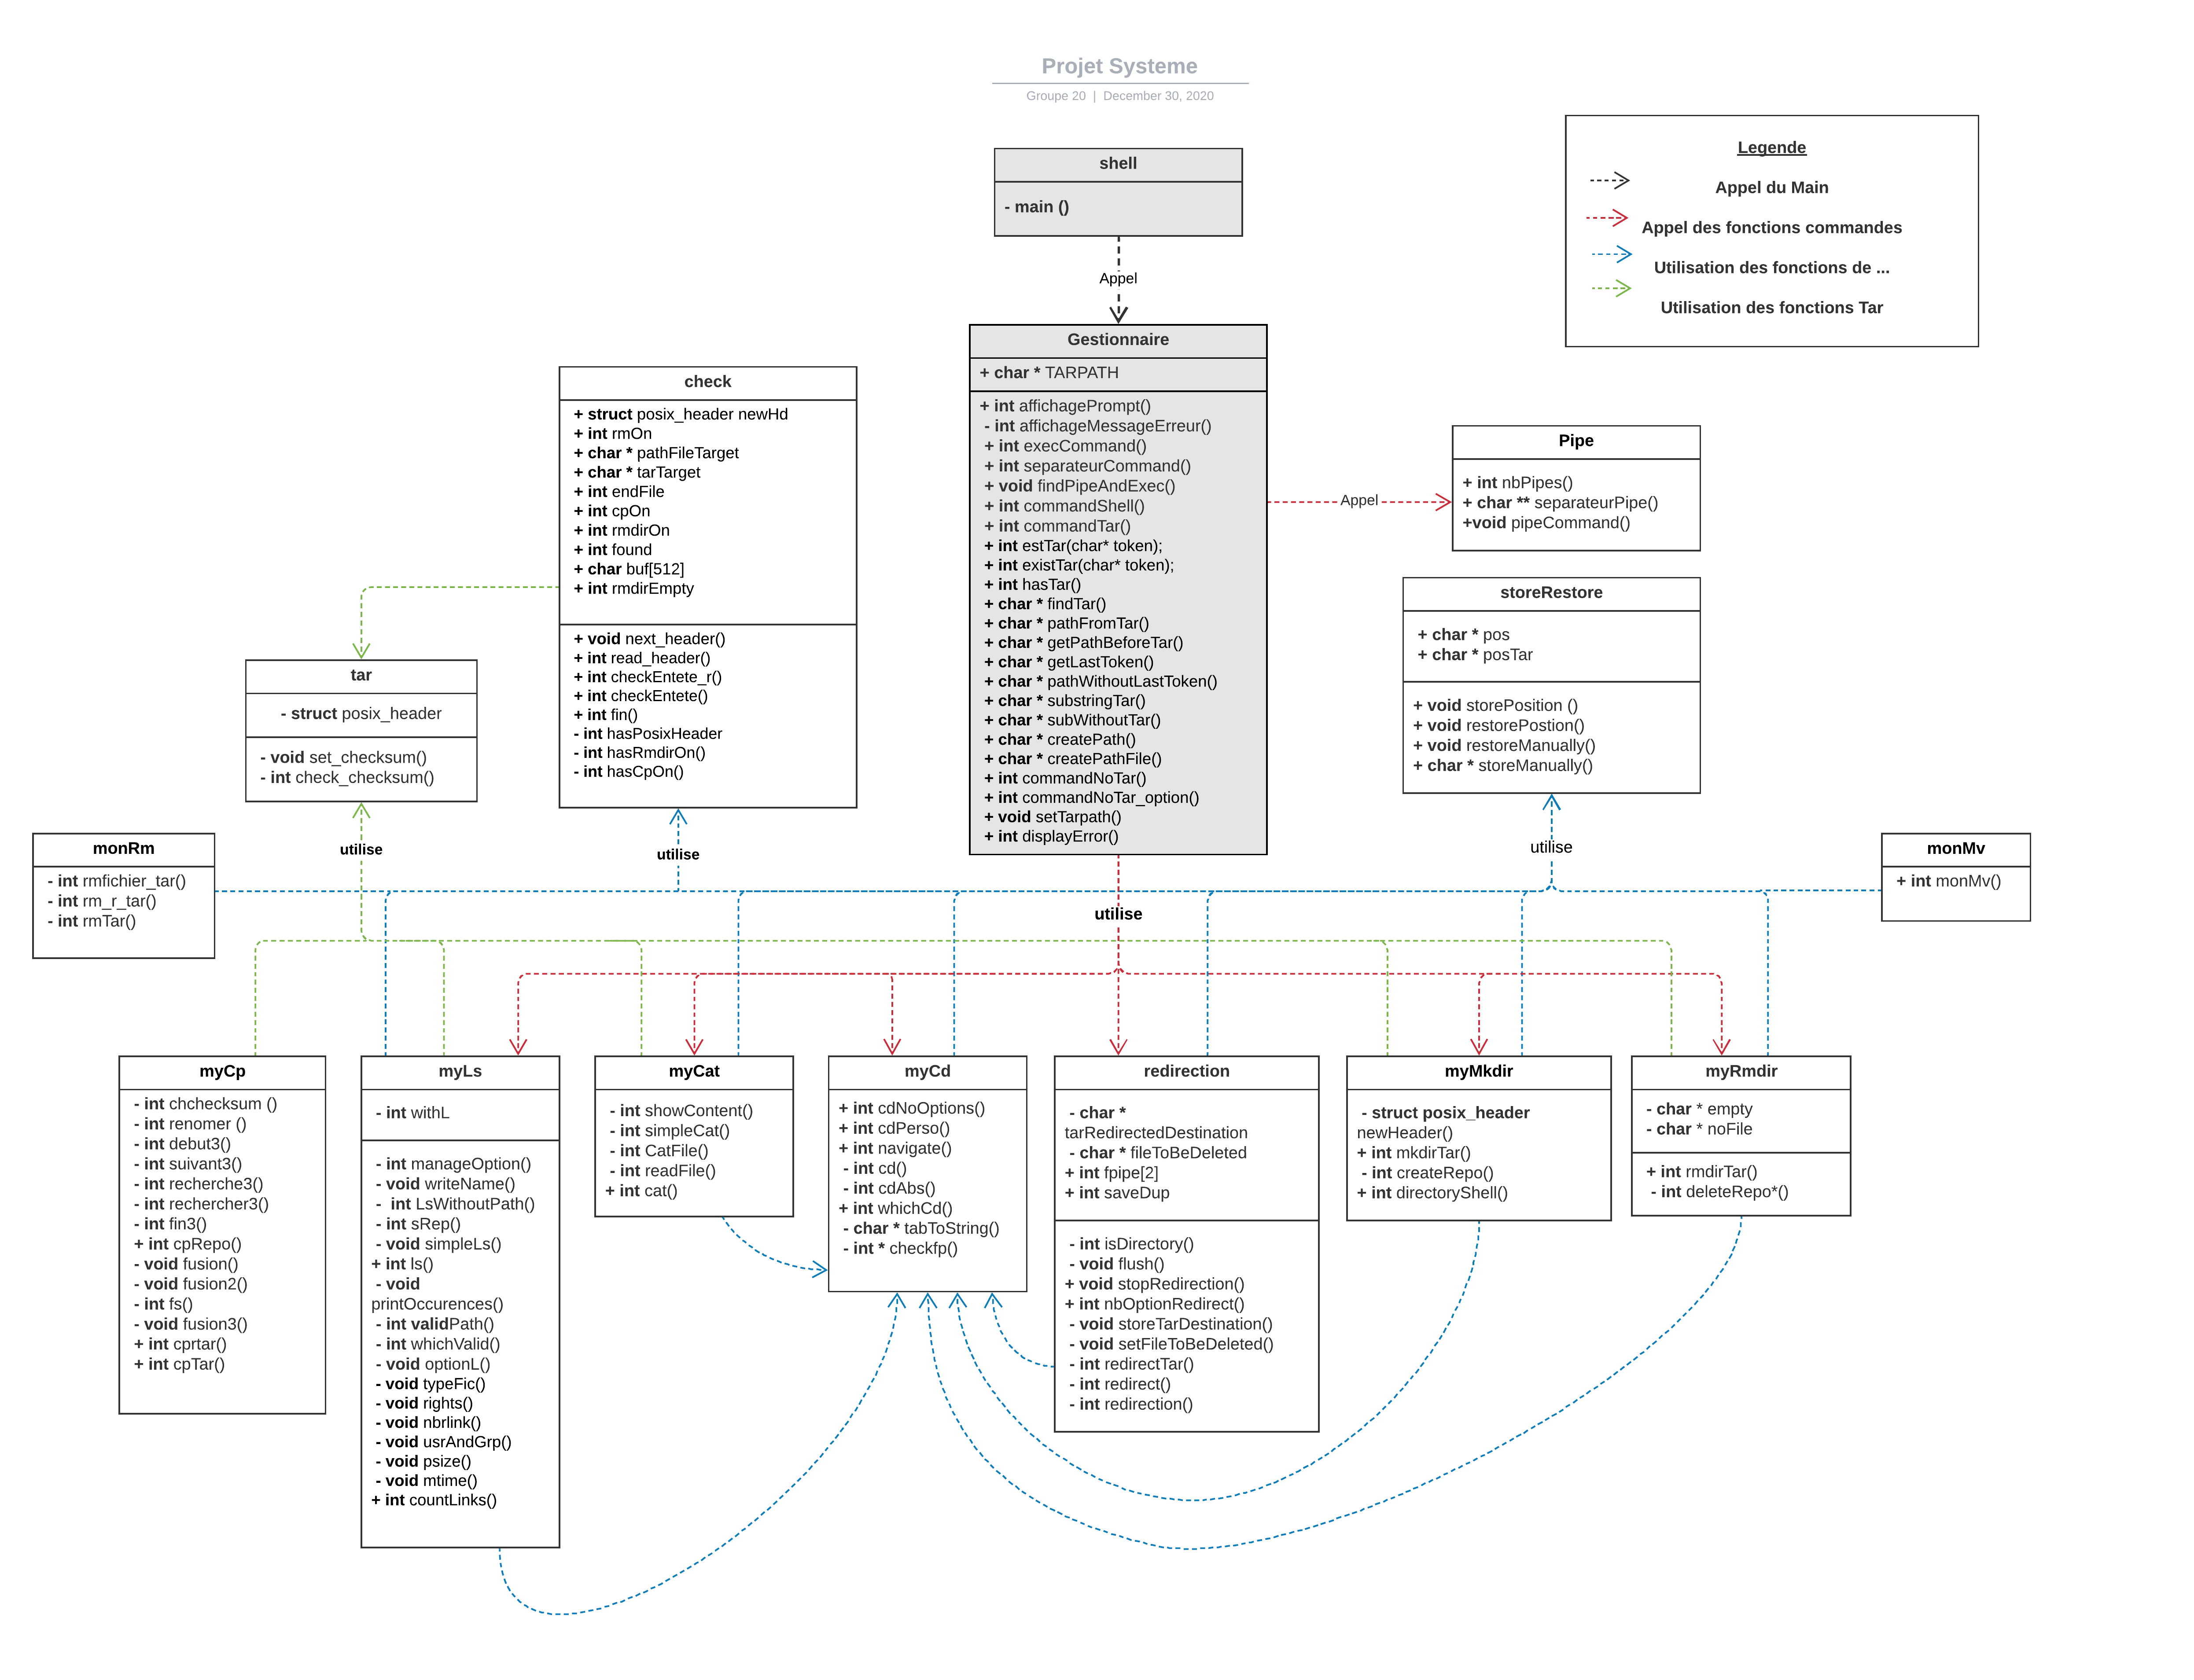 Projet Systeme
Groupe 20 | December 30, 2020
Legende
Appel du Main
Appel des fonctions commandes
Utilisation des fonctions de ...
Utilisation des fonctions Tar
shell
- main ()
Appel
Gestionnaire
+ char * TARPATH
+ int affichagePrompt()
- int affichageMessageErreur()
+ int execCommand()
+ int separateurCommand()
+ void findPipeAndExec()
+ int commandShell()
+ int commandTar()
+ int estTar(char* token);
+ int existTar(char* token);
+ int hasTar()
+ char * findTar()
+ char * pathFromTar()
+ char * getPathBeforeTar()
+ char * getLastToken()
+ char * pathWithoutLastToken()
+ char * substringTar()
+ char * subWithoutTar()
+ char * createPath()
+ char * createPathFile()
+ int commandNoTar()
+ int commandNoTar_option()
+ void setTarpath()
+ int displayError()
check
+ struct posix_header newHd
+ int rmOn
+ char * pathFileTarget
+ char * tarTarget
+ int endFile
+ int cpOn
+ int rmdirOn
+ int found
+ char buf[512]
+ int rmdirEmpty
+ void next_header()
+ int read_header()
+ int checkEntete_r()
+ int checkEntete()
+ int fin()
- int hasPosixHeader
- int hasRmdirOn()
- int hasCpOn()
Appel
Pipe
+ int nbPipes()
+ char ** separateurPipe()
+void pipeCommand()
storeRestore
+ char * pos
+ char * posTar
+ void storePosition ()
+ void restorePostion()
+ void restoreManually()
+ char * storeManually()
tar
- struct posix_header
- void set_checksum()
- int check_checksum()
monRm
- int rmfichier_tar()
- int rm_r_tar()
- int rmTar()
utilise
utilise
utilise
utilise
monMv
+ int monMv()
myCp
- int chchecksum ()
- int renomer ()
- int debut3()
- int suivant3()
- int recherche3()
- int rechercher3()
- int fin3()
+ int cpRepo()
- void fusion()
- void fusion2()
- int fs()
- void fusion3()
+ int cprtar()
+ int cpTar()
myLs
- int withL
- int manageOption()
- void writeName()
- int LsWithoutPath()
- int sRep()
- void simpleLs()
+ int ls()
- void
printOccurences()
- int validPath()
- int whichValid()
- void optionL()
- void typeFic()
- void rights()
- void nbrlink()
- void usrAndGrp()
- void psize()
- void mtime()
+ int countLinks()
myCat
- int showContent()
- int simpleCat()
- int CatFile()
- int readFile()
+ int cat()
myCd
+ int cdNoOptions()
+ int cdPerso()
+ int navigate()
- int cd()
- int cdAbs()
+ int whichCd()
- char * tabToString()
- int * checkfp()
redirection
- char *
tarRedirectedDestination
- char * fileToBeDeleted
+ int fpipe[2]
+ int saveDup
- int isDirectory()
- void flush()
+ void stopRedirection()
+ int nbOptionRedirect()
- void storeTarDestination()
- void setFileToBeDeleted()
- int redirectTar()
- int redirect()
- int redirection()
myMkdir
- struct posix_header
newHeader()
+ int mkdirTar()
- int createRepo()
+ int directoryShell()
myRmdir
- char * empty
- char * noFile
+ int rmdirTar()
- int deleteRepo*()